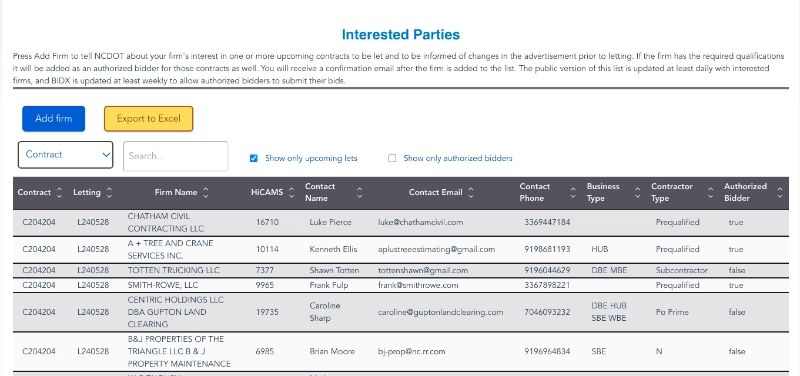 Interested Parties
Press Add Firm to tell NCDOT about your firm's interest in one or more upcoming contracts to be let and to be informed of changes in the advertisement prior to letting. If the firm has the required qualifications
it will be added as an authorized bidder for those contracts as well. You will receive a confirmation email after the firm is added to the list. The public version of this list is updated at least daily with interested
firms, and BIDX is updated at least weekly to allow authorized bidders to submit their bids.
Add firm Export to Excel
Contract Search... Show only upcoming lets Show only authorized bidders
Contract Letting Firm Name HiCAMS Contact Name Contact Email Contact Phone Business Type Contractor Type Authorized Bidder
C204204 L240528 CHATHAM CIVIL CONTRACTING LLC 16710 Luke Pierce luke@chathamcivil.com 3369447184 Prequalified true
C204204 L240528 A + TREE AND CRANE SERVICES INC. 10114 Kenneth Ellis aplustreeestimating@gmail.com 9198681193 HUB Prequalified true
C204204 L240528 TOTTEN TRUCKING LLC 7377 Shawn Totten tottenshawn@gmail.com 9196044629 DBE MBE Subcontractor false
C204204 L240528 SMITH-ROWE, LLC 9965 Frank Fulp frank@smithrowe.com 3367898221 Prequalified true
C204204 L240528 CENTRIC HOLDINGS LLC DBA GUPTON LAND CLEARING 19735 Caroline Sharp caroline@guptonlandclearing.com 7046093232 DBE HUB SBE WBE Po Prime false
C204204 L240528 B&J PROPERTIES OF THE TRIANGLE LLC B & J PROPERTY MAINTENANCE 6985 Brian Moore bj-prop@nc.rr.com 9196964834 SBE N false